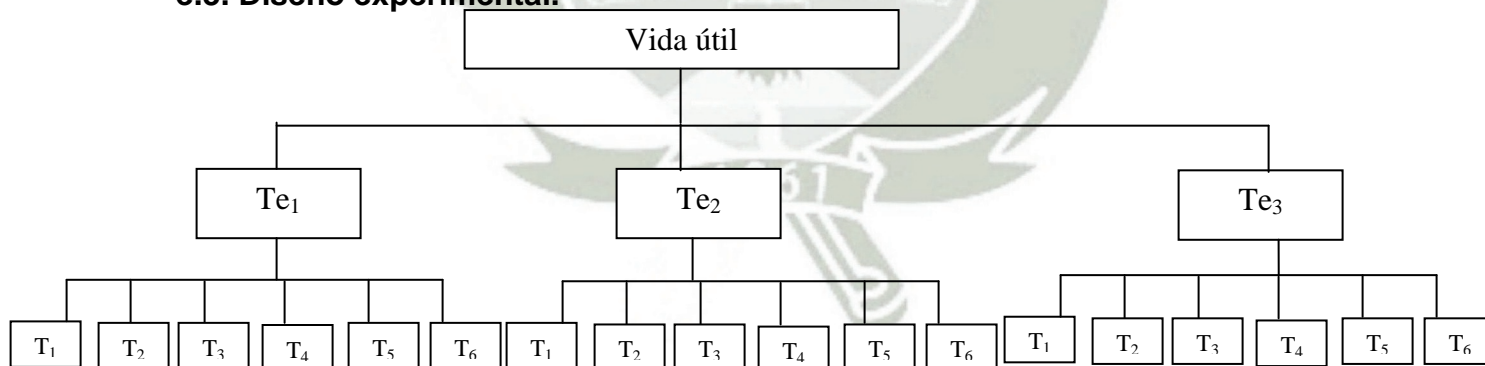 Diseño experimental.
Vida útil
Te₁ Te₂ Te₃
T₁ T₂ T₃ T₄ T₅ T₆ T₁ T₂ T₃ T₄ T₅ T₆ T₁ T₂ T₃ T₄ T₅ T₆